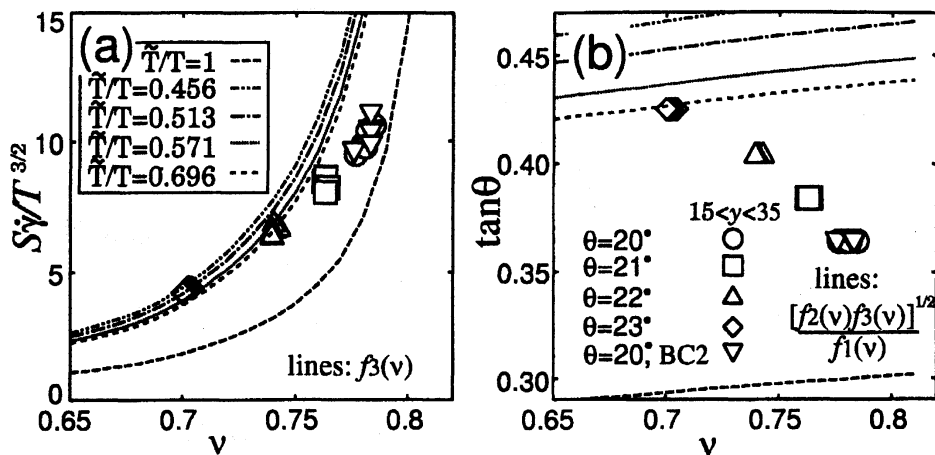 (a)
T̃/T=1
T̃/T=0.456
T̃/T=0.513
T̃/T=0.571
T̃/T=0.696
Sγ̇/T^3/2
15
10
5
0
0.65
0.7
0.75
0.8
ν
lines: f3(ν)
(b)
tanθ
0.45
0.40
0.35
0.30
0.65
0.7
0.75
0.8
ν
15<y<35
θ=20°
θ=21°
θ=22°
θ=23°
θ=20°, BC2
lines:
[f2(ν)f3(ν)]^1/2
f1(ν)